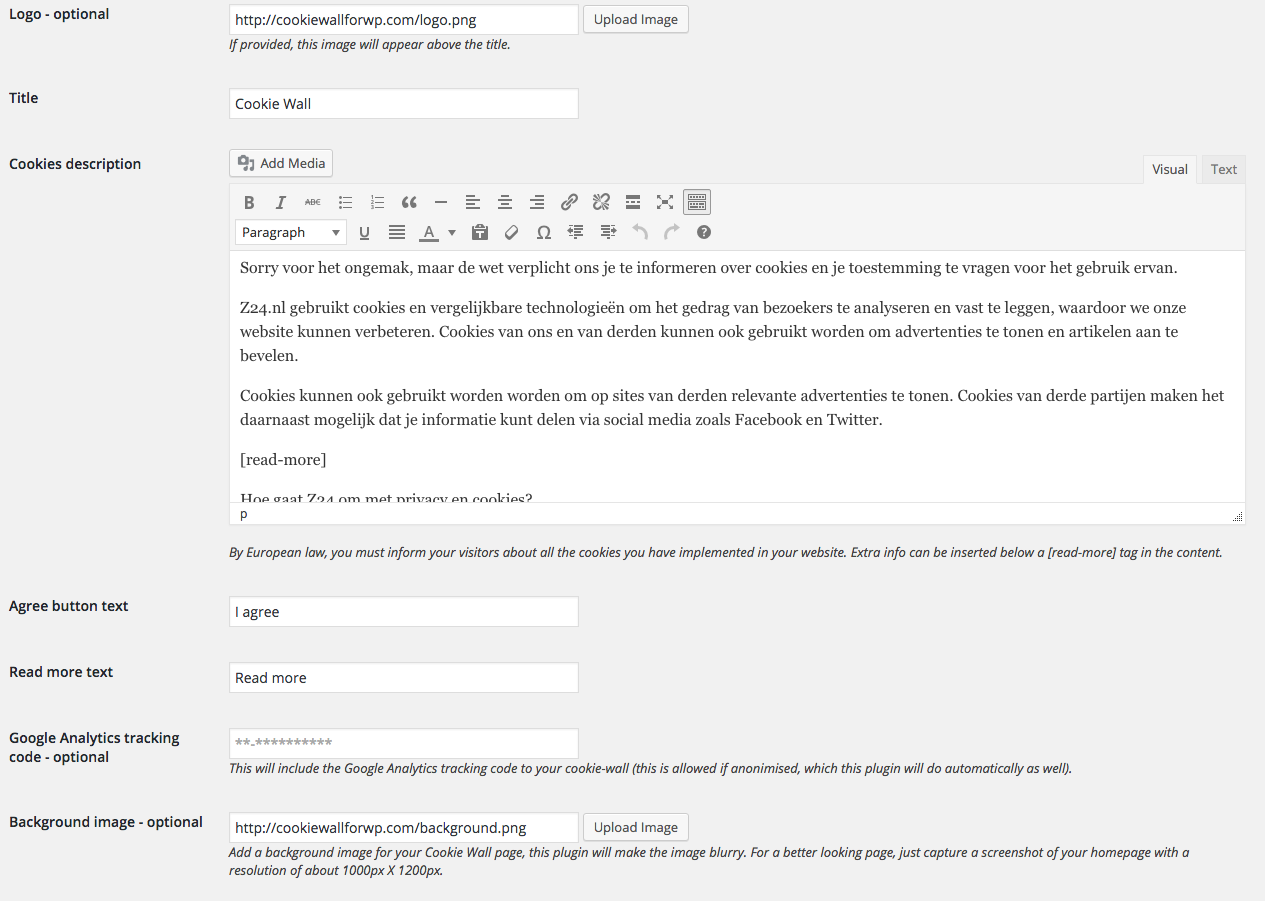 Logo - optional
http://cookiewallforwp.com/logo.png
Upload Image
If provided, this image will appear above the title.
Title
Cookie Wall
Cookies description
Add Media
Visual
Text
B I ABC
Paragraph
U A Ω
Sorry voor het ongemak, maar de wet verplicht ons je te informeren over cookies en je toestemming te vragen voor het gebruik ervan.
Z24.nl gebruikt cookies en vergelijkbare technologieën om het gedrag van bezoekers te analyseren en vast te leggen, waardoor we onze
website kunnen verbeteren. Cookies van ons en van derden kunnen ook gebruikt worden om advertenties te tonen en artikelen aan te
bevelen.
Cookies kunnen ook gebruikt worden worden om op sites van derden relevante advertenties te tonen. Cookies van derde partijen maken het
daarnaast mogelijk dat je informatie kunt delen via social media zoals Facebook en Twitter.
[read-more]
Hoe gaat Z24 om met privacy en cookies?
p
By European law, you must inform your visitors about all the cookies you have implemented in your website. Extra info can be inserted below a [read-more] tag in the content.
Agree button text
I agree
Read more text
Read more
Google Analytics tracking
code - optional
**-**********
This will include the Google Analytics tracking code to your cookie-wall (this is allowed if anonimised, which this plugin will do automatically as well).
Background image - optional
http://cookiewallforwp.com/background.png
Upload Image
Add a background image for your Cookie Wall page, this plugin will make the image blurry. For a better looking page, just capture a screenshot of your homepage with a
resolution of about 1000px X 1200px.